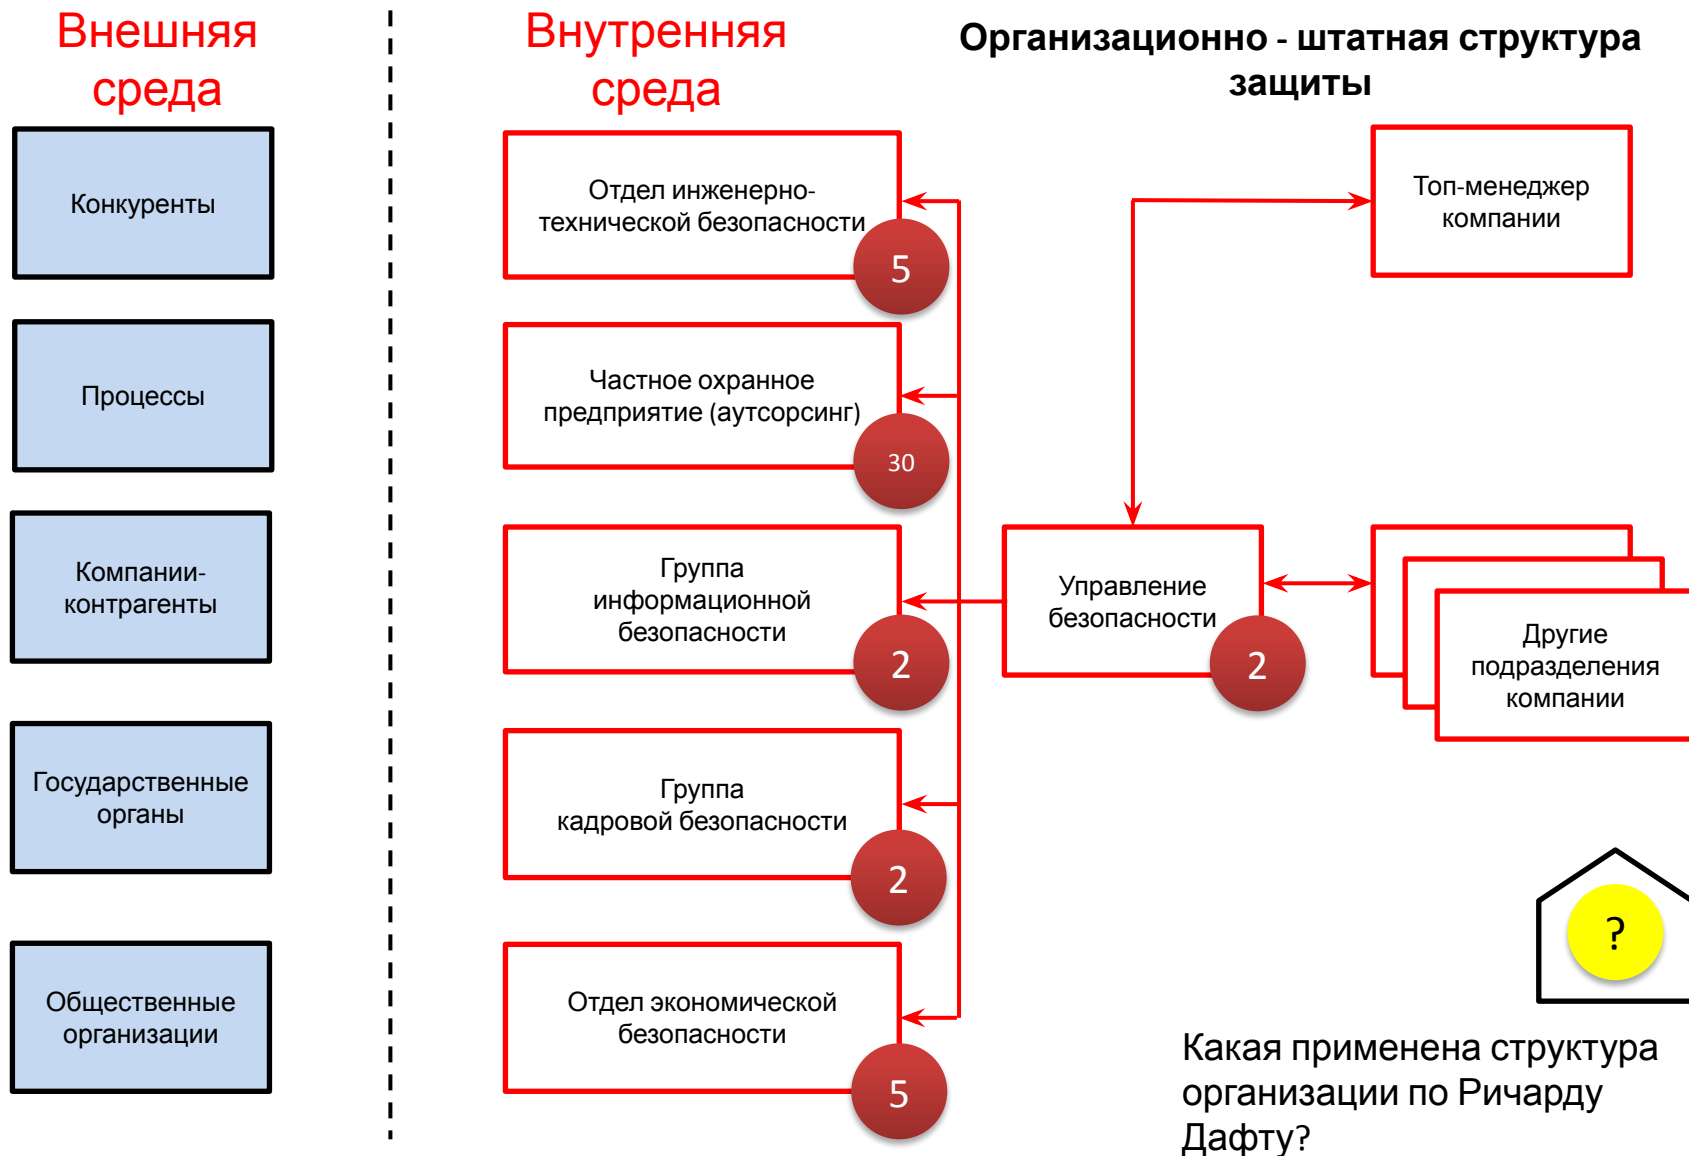 Внешняя
среда
Внутренняя
среда
Организационно - штатная структура
защиты
Конкуренты
Отдел инженерно-
технической безопасности
5
Топ-менеджер
компании
Процессы
Частное охранное
предприятие (аутсорсинг)
30
Компании-
контрагенты
Группа
информационной
безопасности
2
Управление
безопасности
2
Другие
подразделения
компании
Государственные
органы
Группа
кадровой безопасности
2
?
Общественные
организации
Отдел экономической
безопасности
5
Какая применена структура
организации по Ричарду
Дафту?